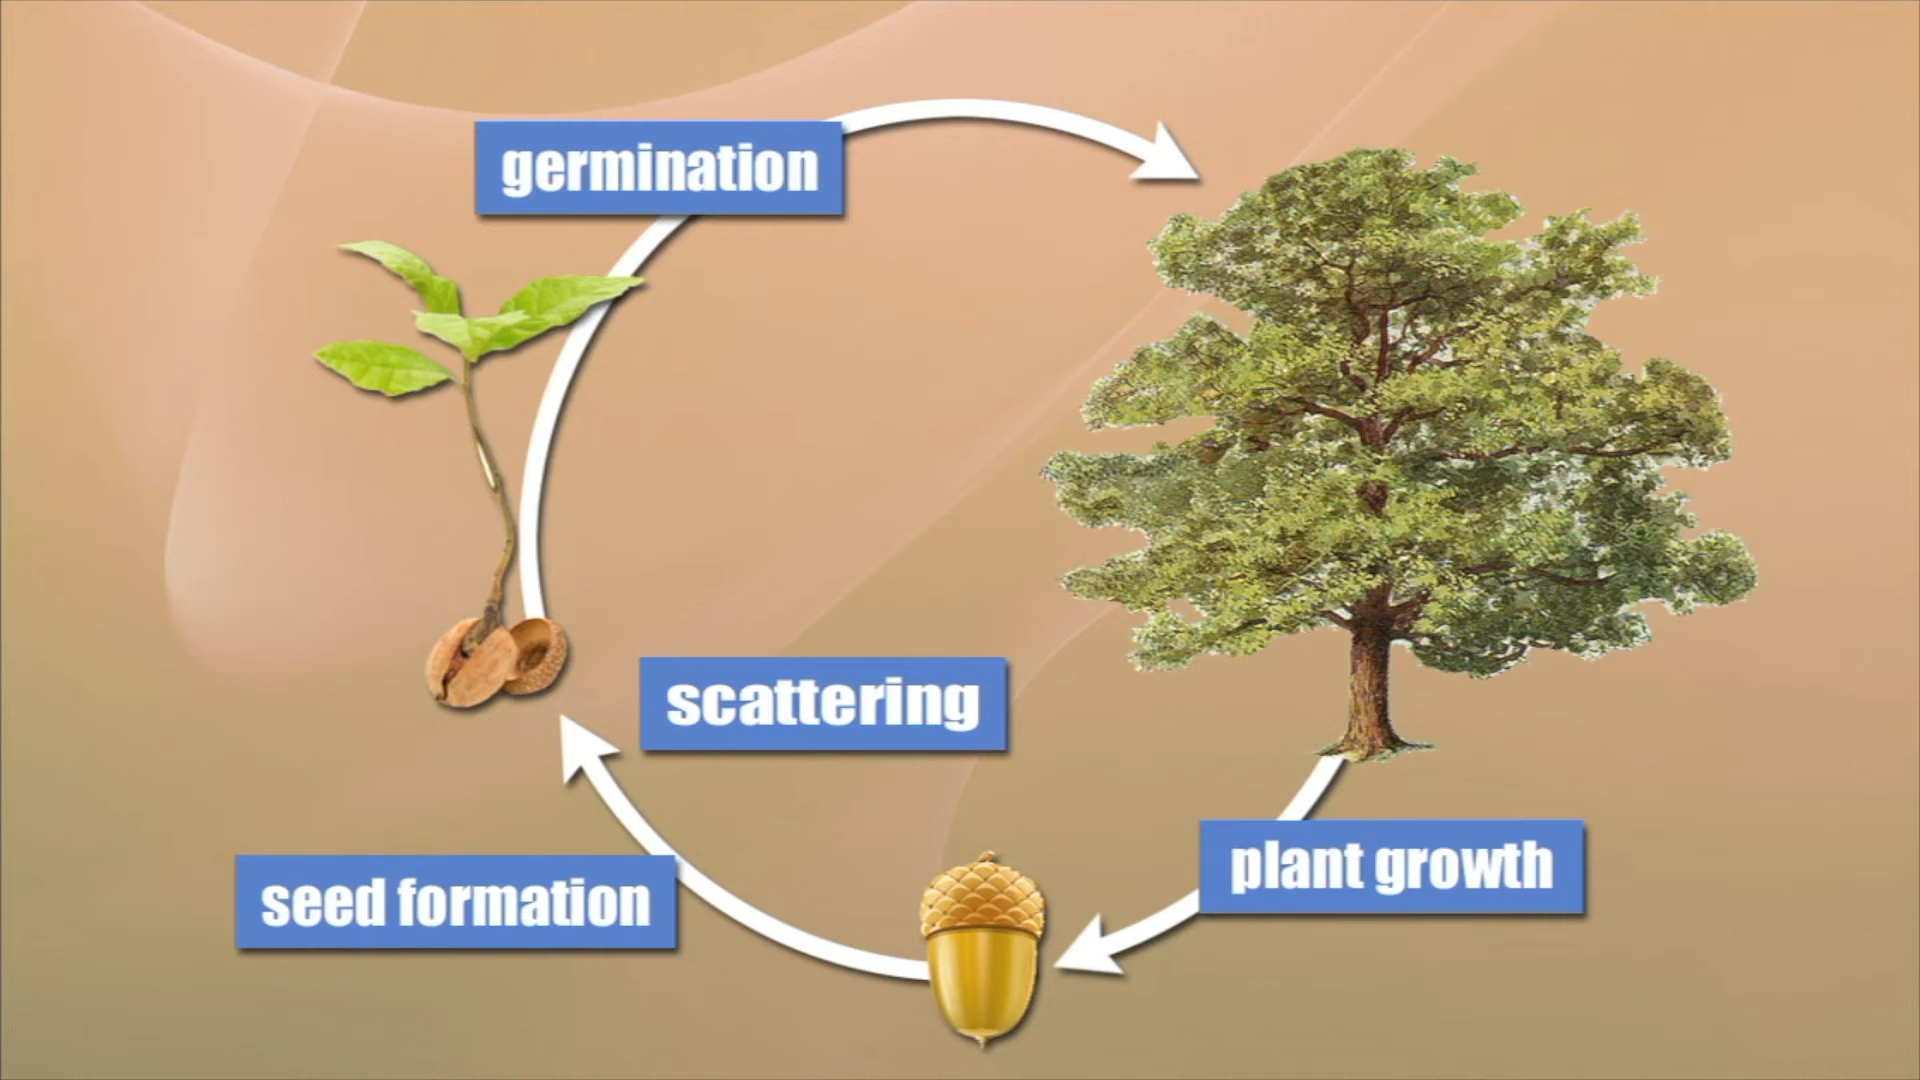 germination
scattering
plant growth
seed formation